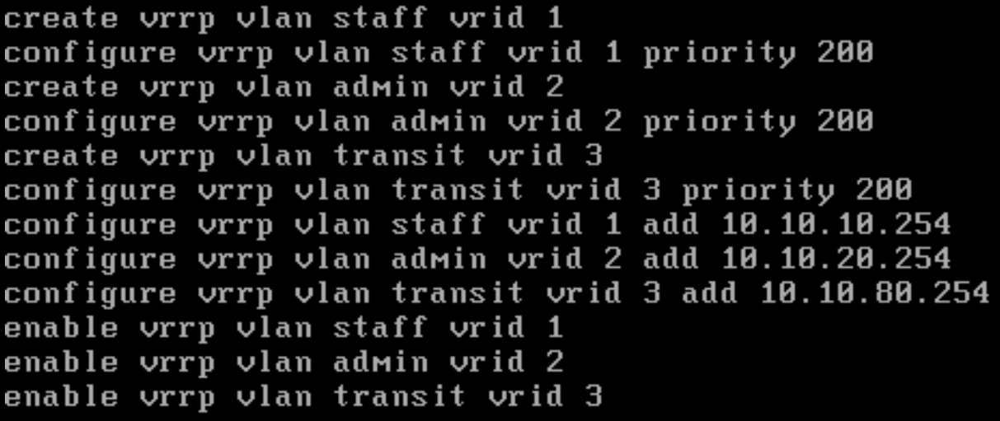 create vrrp vlan staff vrid 1
configure vrrp vlan staff vrid 1 priority 200
create vrrp vlan admin vrid 2
configure vrrp vlan admin vrid 2 priority 200
create vrrp vlan transit vrid 3
configure vrrp vlan transit vrid 3 priority 200
configure vrrp vlan staff vrid 1 add 10.10.10.254
configure vrrp vlan admin vrid 2 add 10.10.20.254
configure vrrp vlan transit vrid 3 add 10.10.80.254
enable vrrp vlan staff vrid 1
enable vrrp vlan admin vrid 2
enable vrrp vlan transit vrid 3